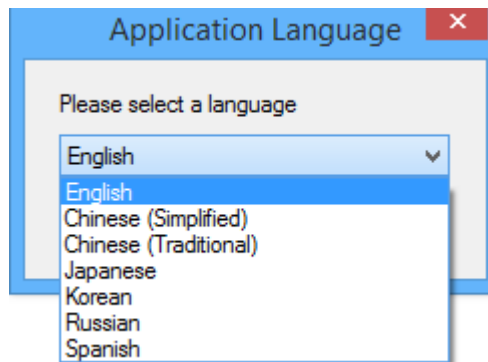 Application Language
Please select a language
English
English
Chinese (Simplified)
Chinese (Traditional)
Japanese
Korean
Russian
Spanish